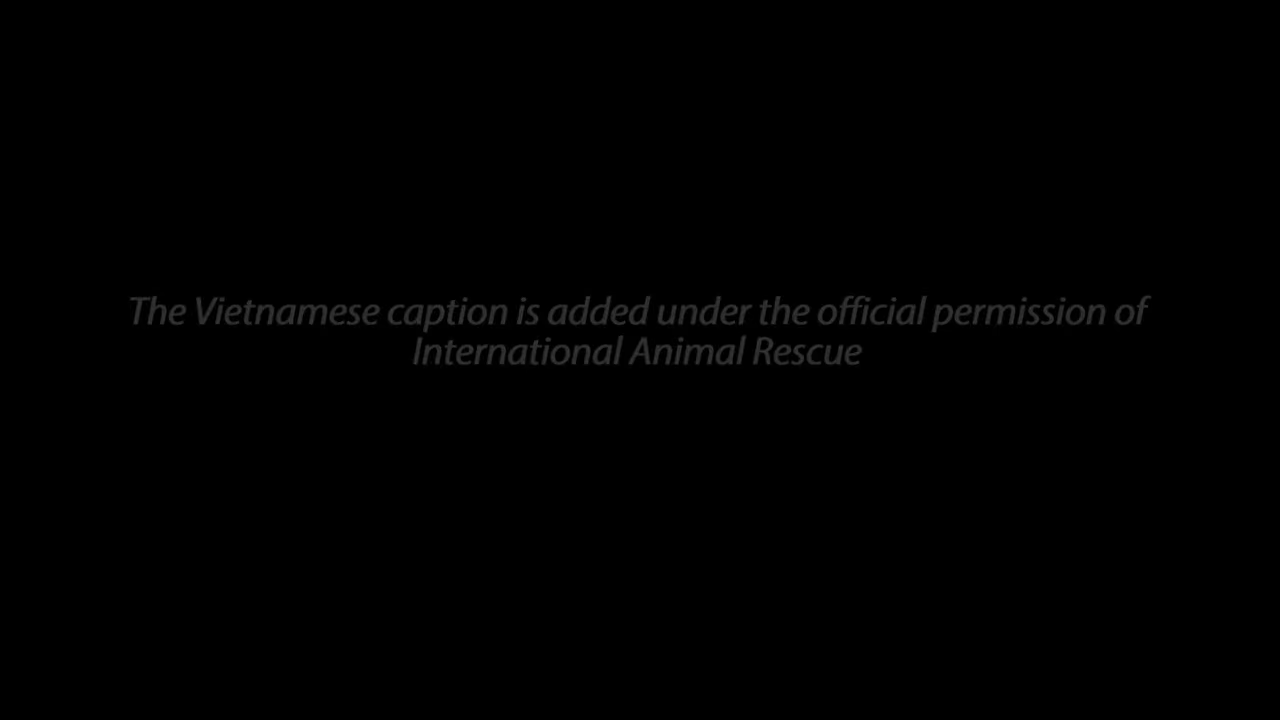 The Vietnamese caption is added under the official permission of
International Animal Rescue